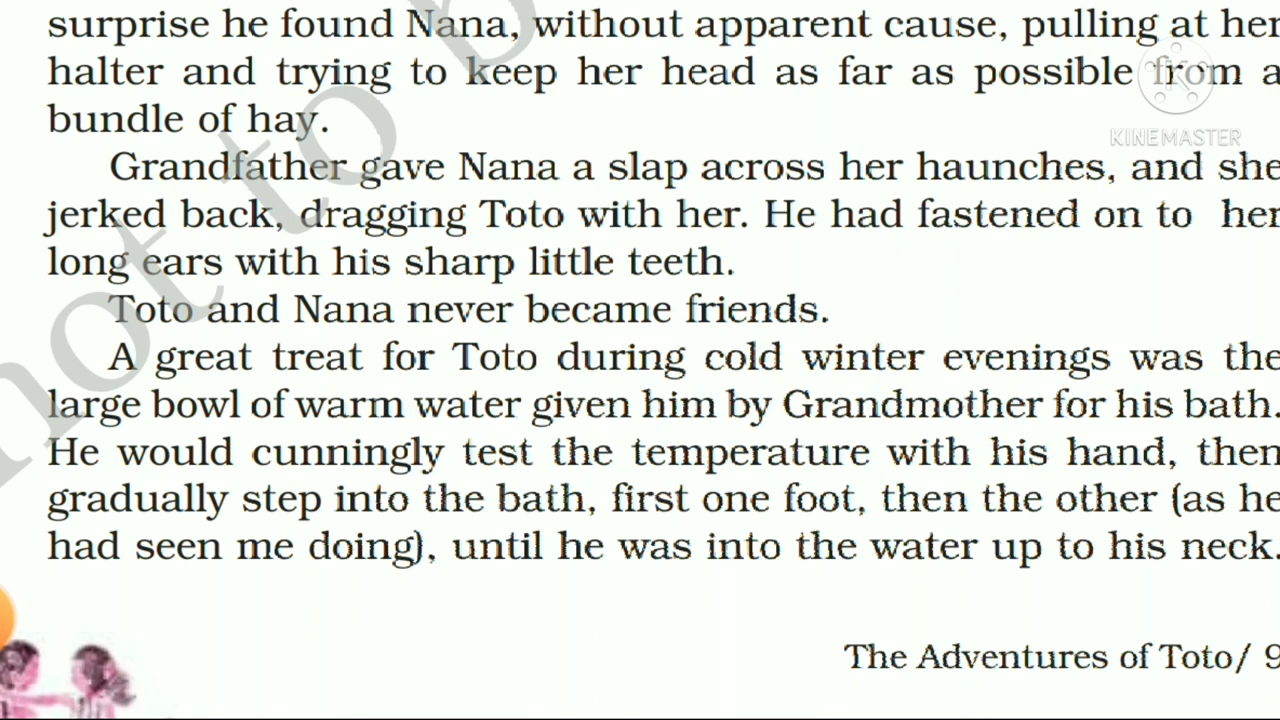 surprise he found Nana, without apparent cause, pulling at her
halter and trying to keep her head as far as possible from a
bundle of hay.
Grandfather gave Nana a slap across her haunches, and she
jerked back, dragging Toto with her. He had fastened on to her
long ears with his sharp little teeth.
Toto and Nana never became friends.
A great treat for Toto during cold winter evenings was the
large bowl of warm water given him by Grandmother for his bath.
He would cunningly test the temperature with his hand, then
gradually step into the bath, first one foot, then the other (as he
had seen me doing), until he was into the water up to his neck.
The Adventures of Toto/ 9
KINEMASTER
not to b